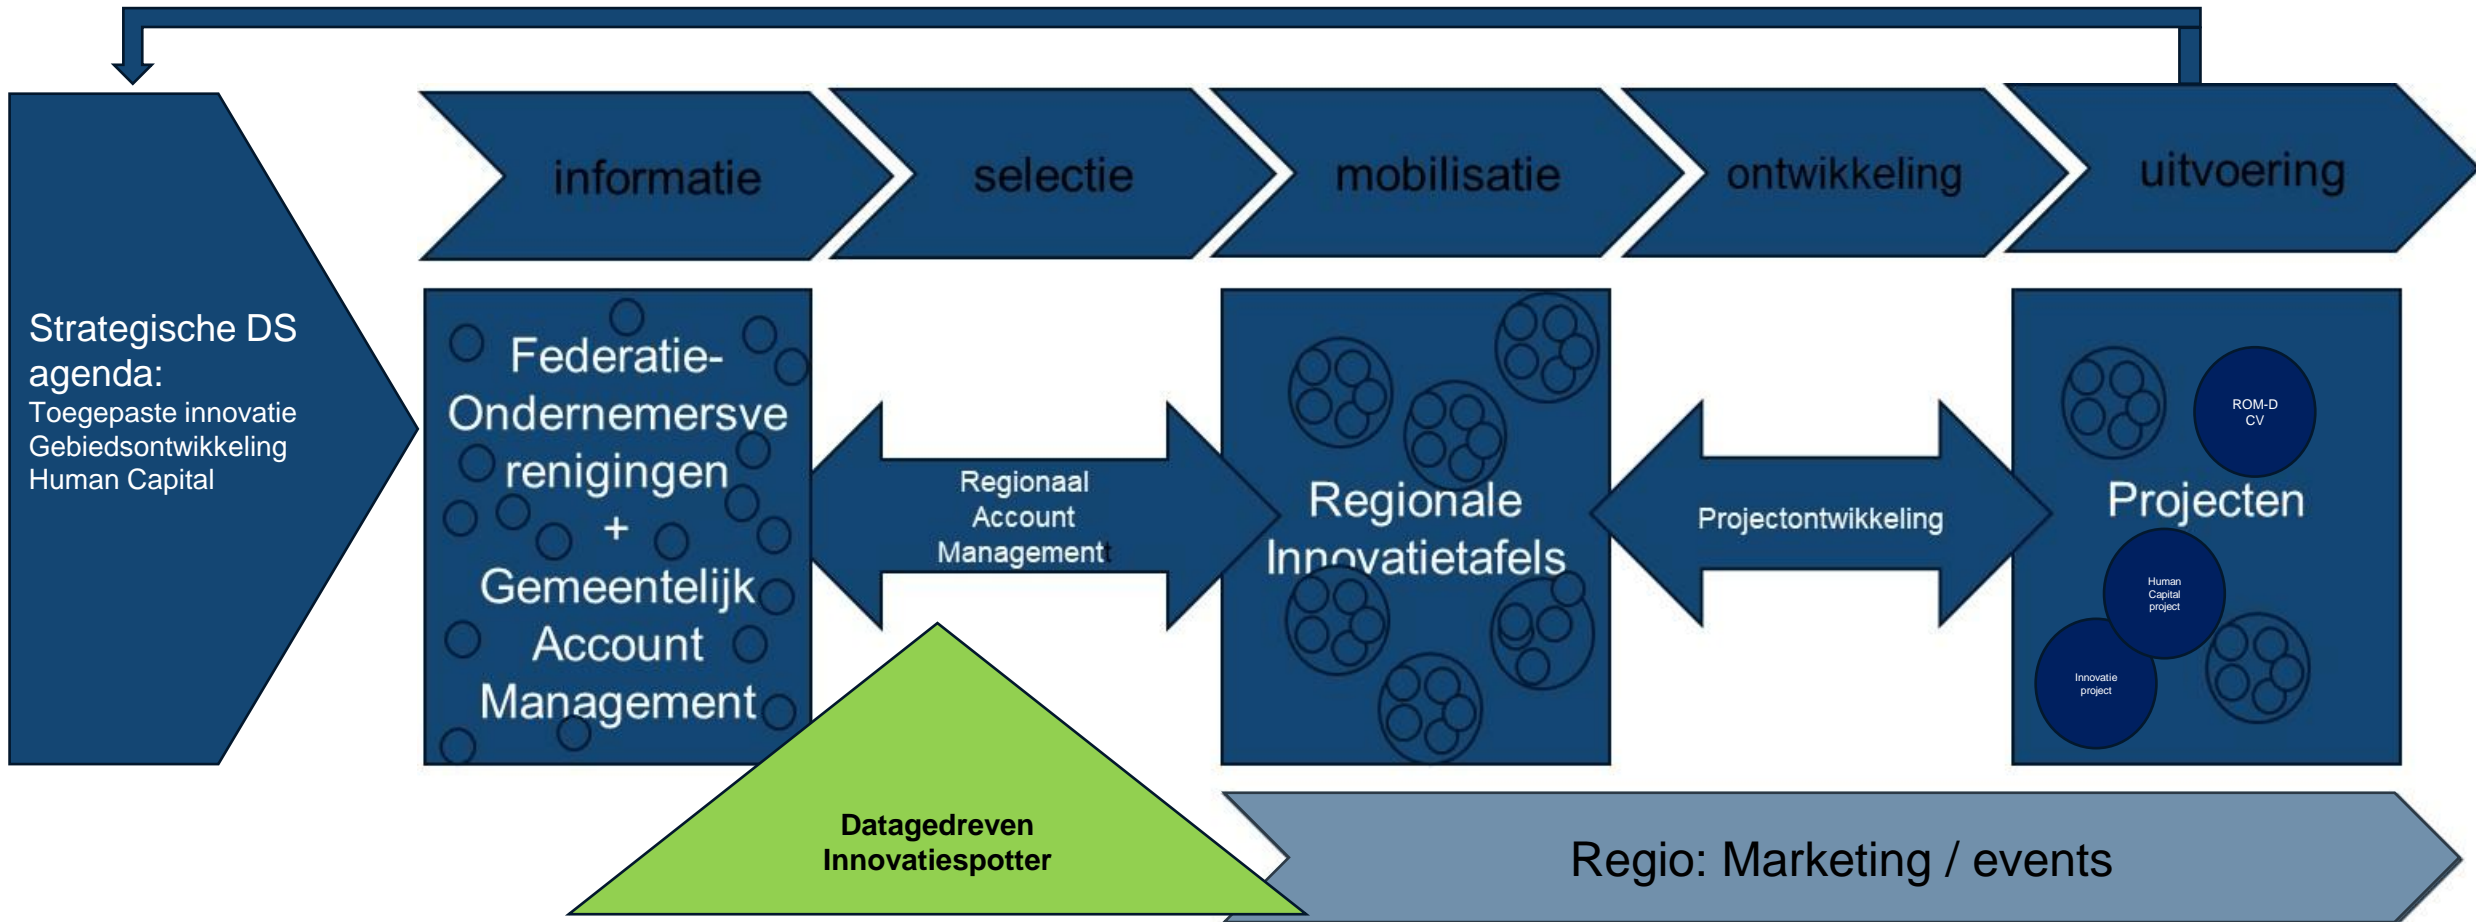 informatie
selectie
mobilisatie
ontwikkeling
uitvoering
Strategische DS
agenda:
Toegepaste innovatie
Gebiedsontwikkeling
Human Capital
Federatie-
Ondernemersve
renigingen
+
Gemeentelijk
Account
Management
Regionaal
Account
Management
Regionale
Innovatietafels
Projectontwikkeling
ROM-D
CV
Projecten
Human
Capital
project
Innovatie
project
Datagedreven
Innovatiespotter
Regio: Marketing / events